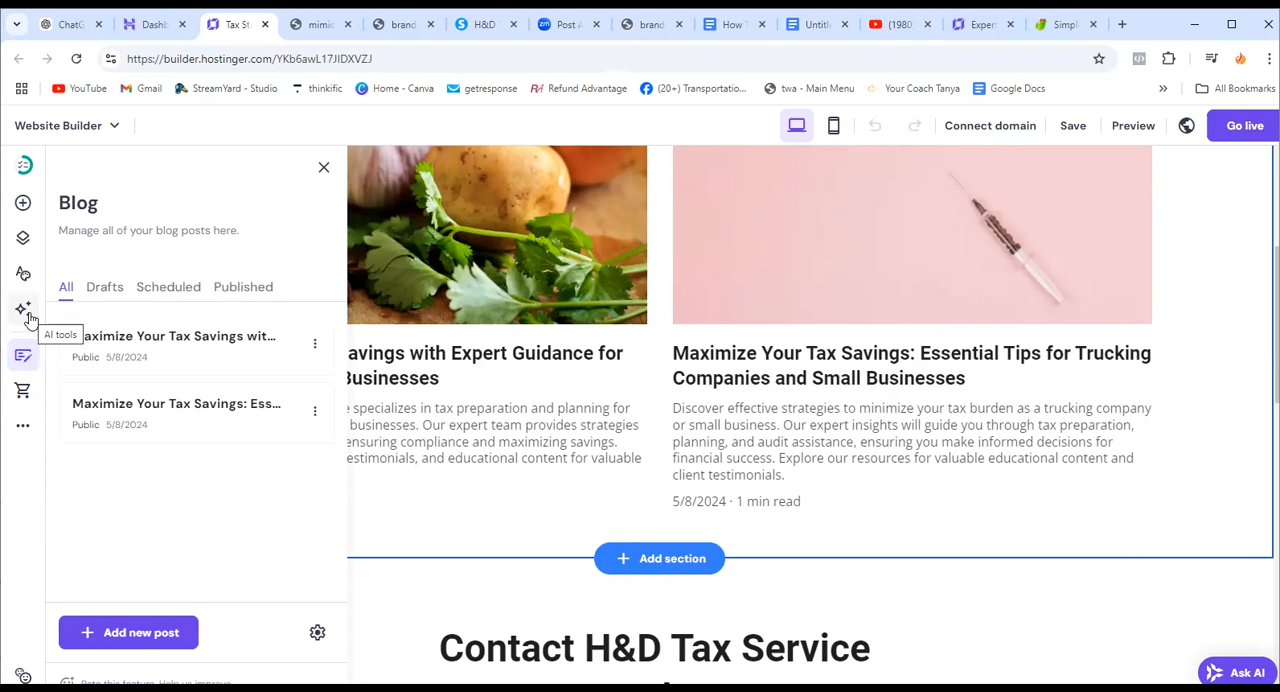 ChatG
Dashb
Tax St
mimic
brand
H&D
Post A
brand
How T
Untitl
(1980
Expert
Simpl
https://builder.hostinger.com/YKb6awL17JIDXVZJ
YouTube
Gmail
StreamYard - Studio
thinkific
Home - Canva
getresponse
Refund Advantage
(20+) Transportatio...
twa - Main Menu
Your Coach Tanya
Google Docs
All Bookmarks
Website Builder
Connect domain
Save
Preview
Go live
Blog
Manage all of your blog posts here.
All
Drafts
Scheduled
Published
AI tools
aximize Your Tax Savings wit...
Public 5/8/2024
Maximize Your Tax Savings: Ess...
Public 5/8/2024
Add new post
Rate this feature Help us improve
avings with Expert Guidance for
Businesses
e specializes in tax preparation and planning for
businesses. Our expert team provides strategies
ensuring compliance and maximizing savings.
estimonials, and educational content for valuable
Maximize Your Tax Savings: Essential Tips for Trucking
Companies and Small Businesses
Discover effective strategies to minimize your tax burden as a trucking company
or small business. Our expert insights will guide you through tax preparation,
planning, and audit assistance, ensuring you make informed decisions for
financial success. Explore our resources for valuable educational content and
client testimonials.
5/8/2024 · 1 min read
Add section
Contact H&D Tax Service
Ask AI